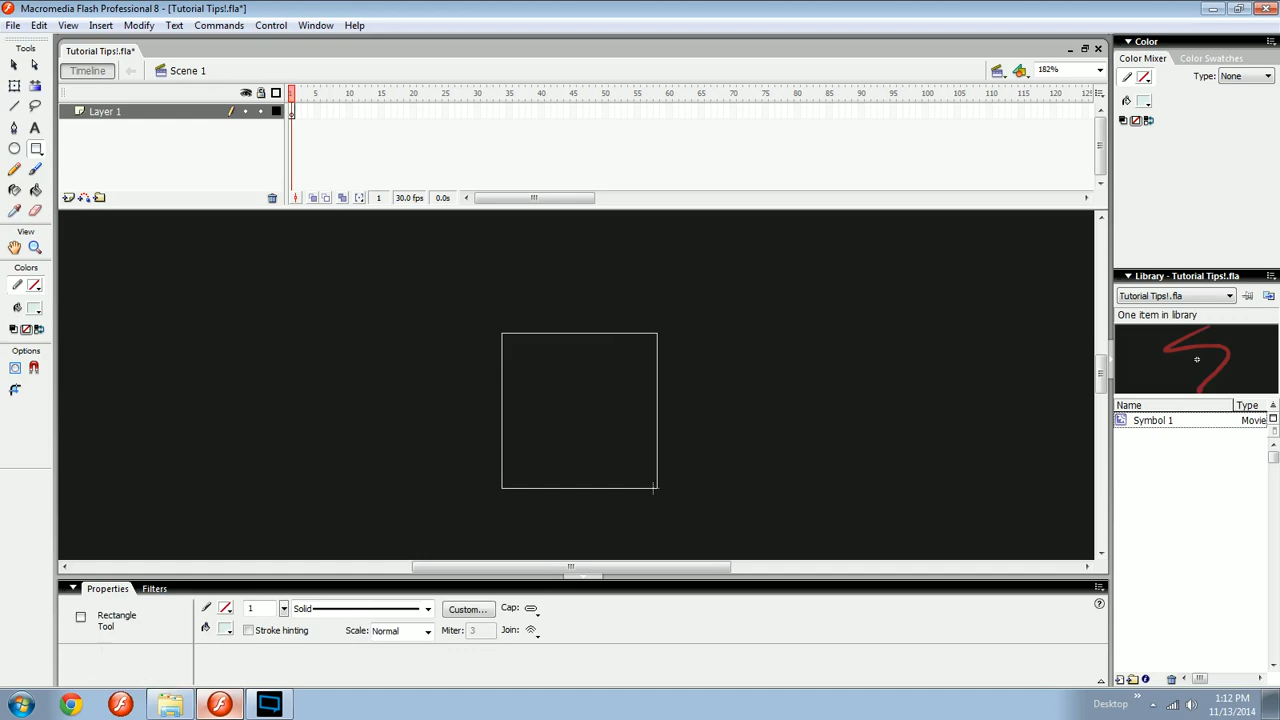 Macromedia Flash Professional 8 - [Tutorial Tips!.fla*]
File Edit View Insert Modify Text Commands Control Window Help
Tools
Tutorial Tips!.fla*
Color
Color Mixer Color Swatches
Timeline Scene 1 182%
Type: None
5 10 15 20 25 30 35 40 45 50 55 60 65 70 75 80 85 90 95 100 105 110 115 120 125
Layer 1
1 30.0 fps 0.0s
View
Colors
Library - Tutorial Tips!.fla
Tutorial Tips!.fla
One item in library
Options
Name Type
Symbol 1 Movie
Properties Filters
Rectangle Tool
1 Solid Custom... Cap:
Stroke hinting Scale: Normal Miter: 3 Join:
Desktop
1:12 PM
11/13/2014